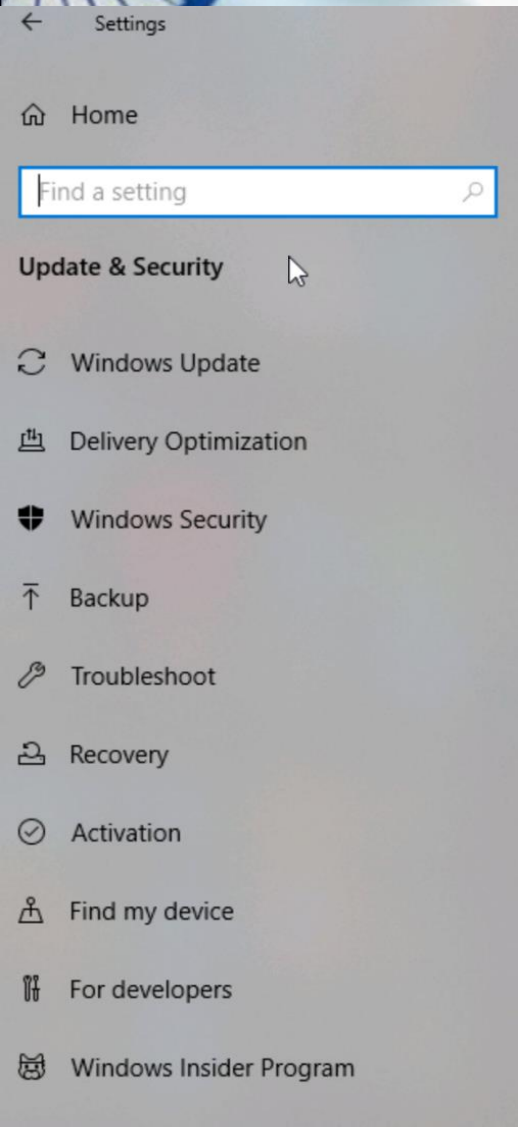 Settings
Home
Find a setting
Update & Security
Windows Update
Delivery Optimization
Windows Security
Backup
Troubleshoot
Recovery
Activation
Find my device
For developers
Windows Insider Program